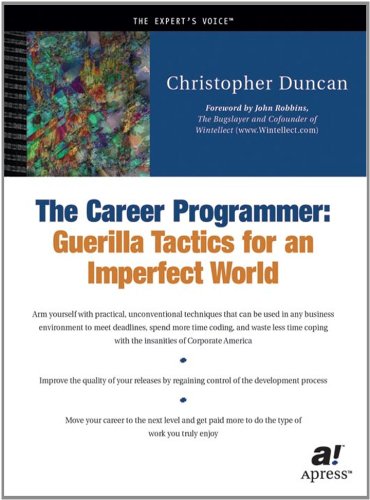 THE EXPERT'S VOICE™
Christopher Duncan
Foreword by John Robbins,
The Bugslayer and Cofounder of
Wintellect (www.Wintellect.com)
The Career Programmer:
Guerilla Tactics for an
Imperfect World
Arm yourself with practical, unconventional techniques that can be used in any business
environment to meet deadlines, spend more time coding, and waste less time coping
with the insanities of Corporate America
Improve the quality of your releases by regaining control of the development process
Move your career to the next level and get paid more to do the type of
work you truly enjoy
a!™
Apress™